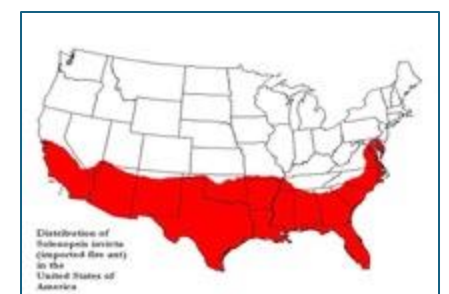 Distribution of
Solenopsis invicta
(imported fire ant)
in the
United States of
America